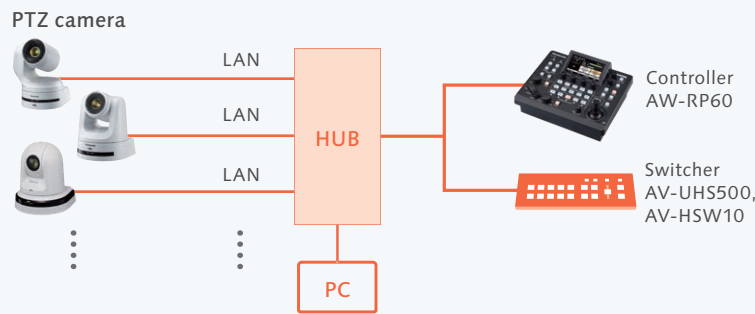 PTZ camera
LAN
LAN
LAN
HUB
PC
Controller
AW-RP60
Switcher
AV-UHS500,
AV-HSW10